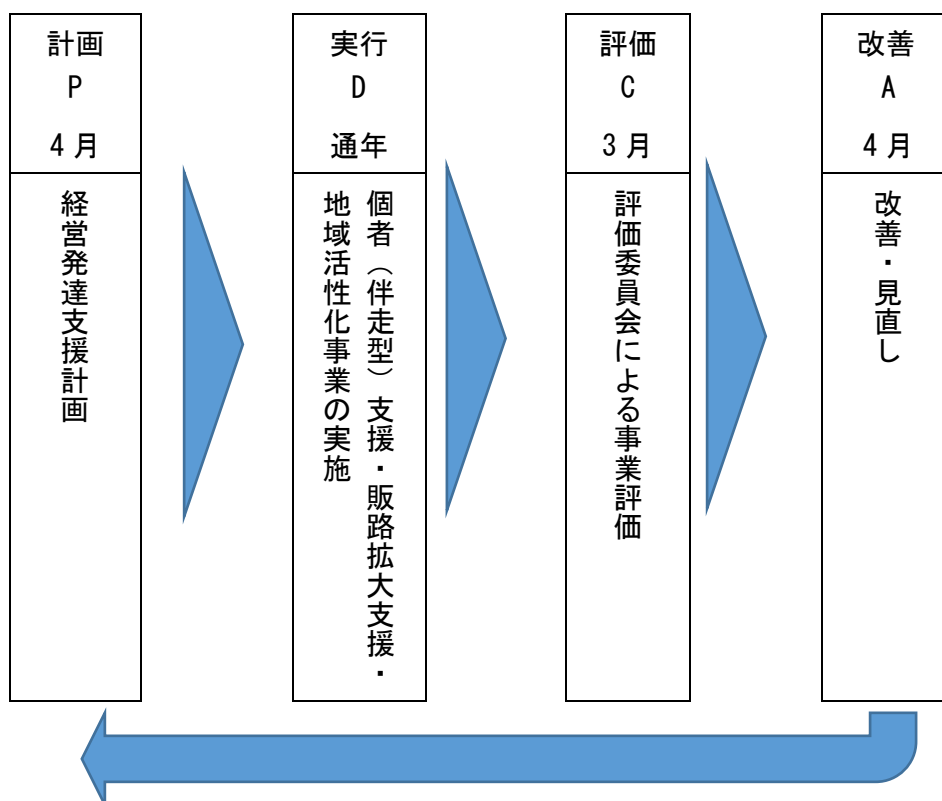 計画
P
4月
経営発達支援計画
実行
D
通年
個者（伴走型）支援・販路拡大支援・
地域活性化事業の実施
評価
C
3月
評価委員会による事業評価
改善
A
4月
改善・見直し